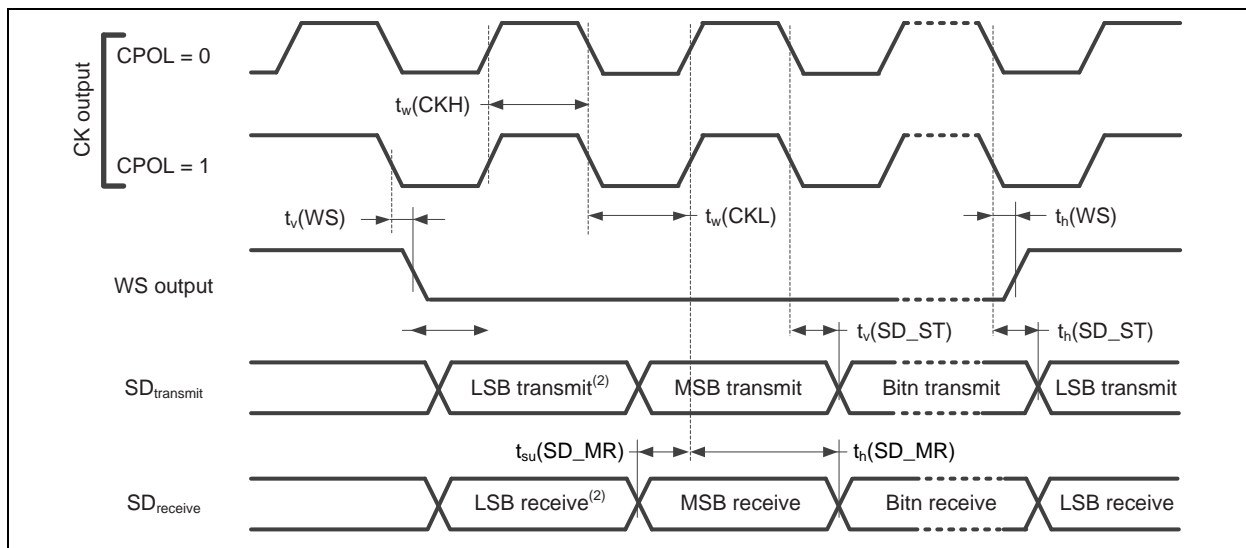 CK output
CPOL = 0
tw(CKH)
CPOL = 1
tv(WS)
tw(CKL)
th(WS)
WS output
tv(SD_ST)
th(SD_ST)
SDtransmit
LSB transmit(2)
MSB transmit
Bitn transmit
LSB transmit
tsu(SD_MR)
th(SD_MR)
SDreceive
LSB receive(2)
MSB receive
Bitn receive
LSB receive